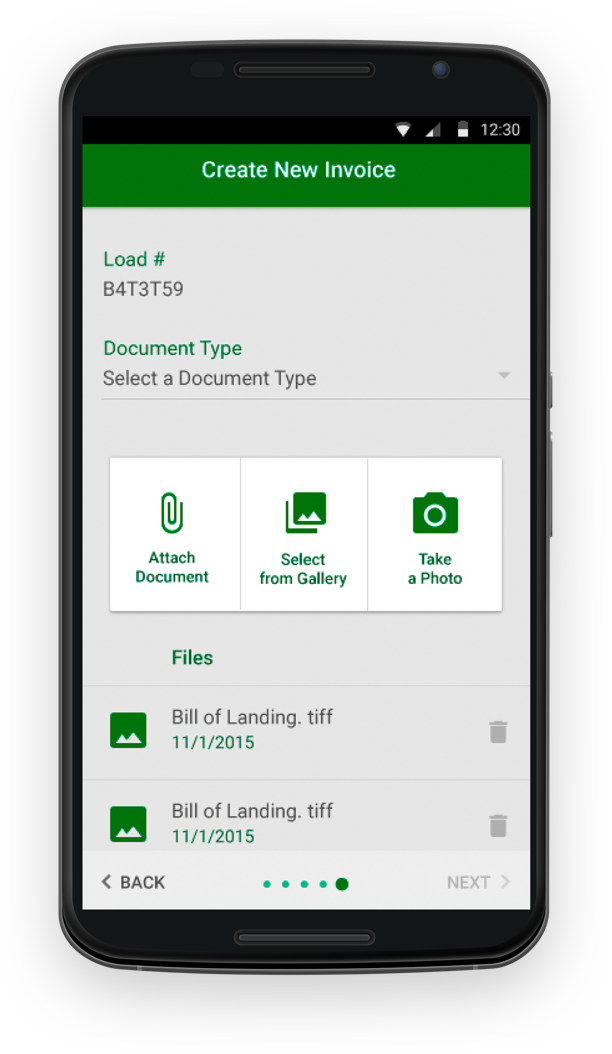 12:30
Create New Invoice
Load #
B4T3T59
Document Type
Select a Document Type
Attach
Document
Select
from Gallery
Take
a Photo
Files
Bill of Landing. tiff
11/1/2015
Bill of Landing. tiff
11/1/2015
BACK
NEXT